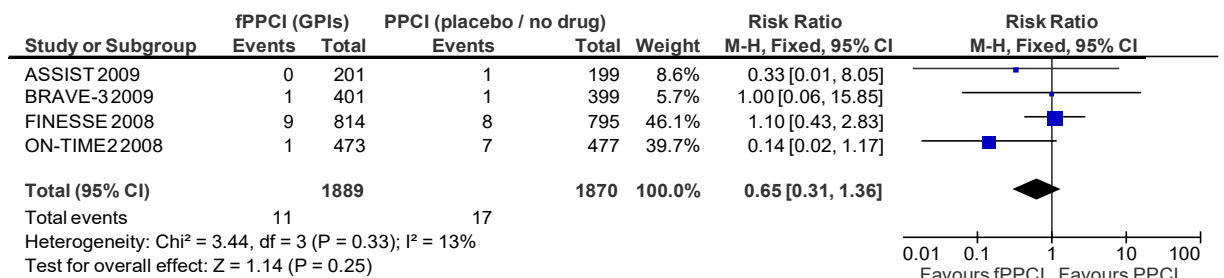 fPPCI (GPIs) PPCI (placebo / no drug) Risk Ratio Risk Ratio
Study or Subgroup Events Total Events Total Weight M-H, Fixed, 95% CI M-H, Fixed, 95% CI
ASSIST 2009 0 201 1 199 8.6% 0.33 [0.01, 8.05]
BRAVE-3 2009 1 401 1 399 5.7% 1.00 [0.06, 15.85]
FINESSE 2008 9 814 8 795 46.1% 1.10 [0.43, 2.83]
ON-TIME2 2008 1 473 7 477 39.7% 0.14 [0.02, 1.17]
Total (95% CI) 1889 1870 100.0% 0.65 [0.31, 1.36]
Total events 11 17
Heterogeneity: Chi² = 3.44, df = 3 (P = 0.33); I² = 13%
Test for overall effect: Z = 1.14 (P = 0.25)
0.01 0.1 1 10 100
Favours fPPCI Favours PPCI